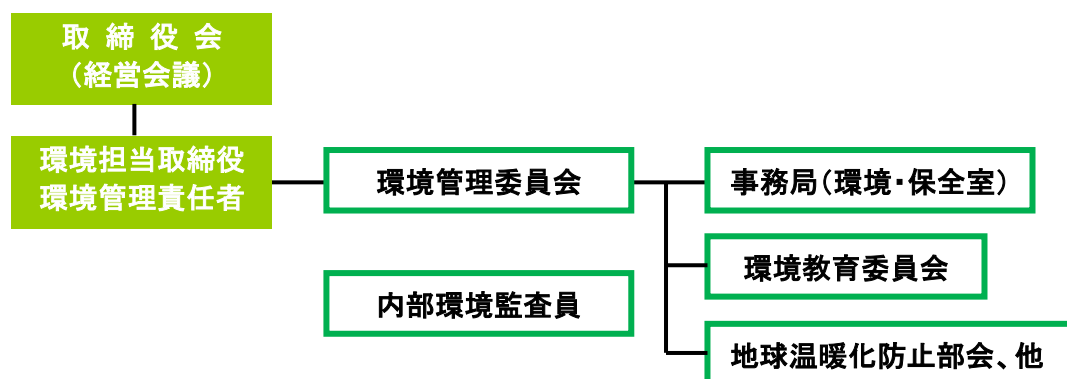 取 締 役 会
（経営会議）
環境担当取締役
環境管理責任者
環境管理委員会
事務局（環境・保全室）
環境教育委員会
内部環境監査員
地球温暖化防止部会、他